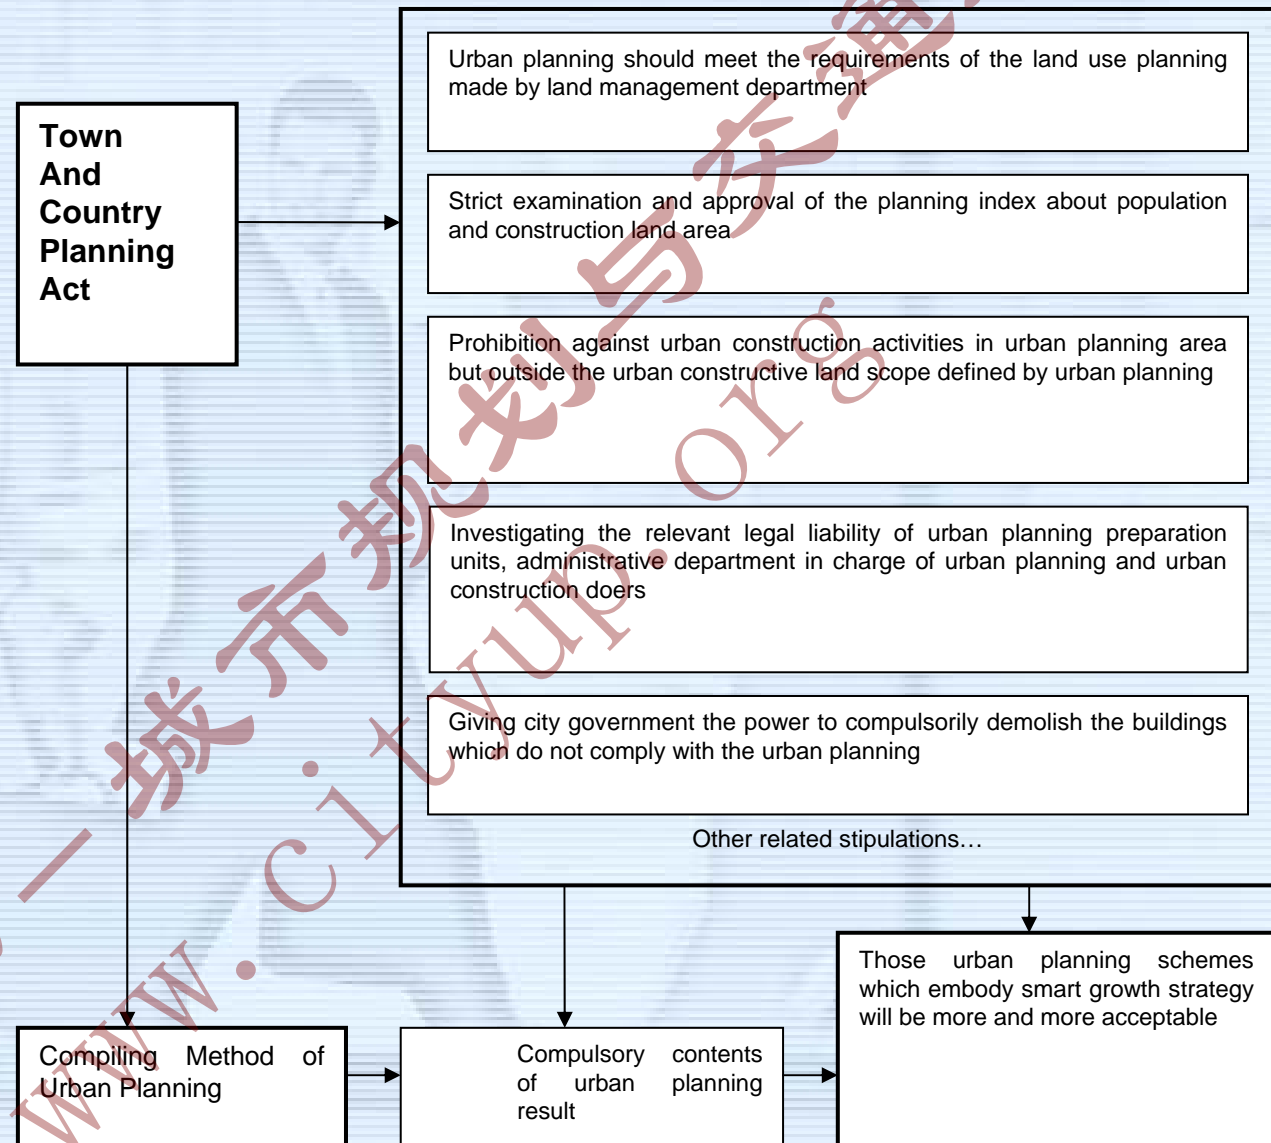 Town
And
Country
Planning
Act
Urban planning should meet the requirements of the land use planning
made by land management department
Strict examination and approval of the planning index about population
and construction land area
Prohibition against urban construction activities in urban planning area
but outside the urban constructive land scope defined by urban planning
Investigating the relevant legal liability of urban planning preparation
units, administrative department in charge of urban planning and urban
construction doers
Giving city government the power to compulsorily demolish the buildings
which do not comply with the urban planning
Other related stipulations…
Compiling Method of
Urban Planning
Compulsory contents
of urban planning
result
Those urban planning schemes
which embody smart growth strategy
will be more and more acceptable
一城市规划与交通
www.cityup.org